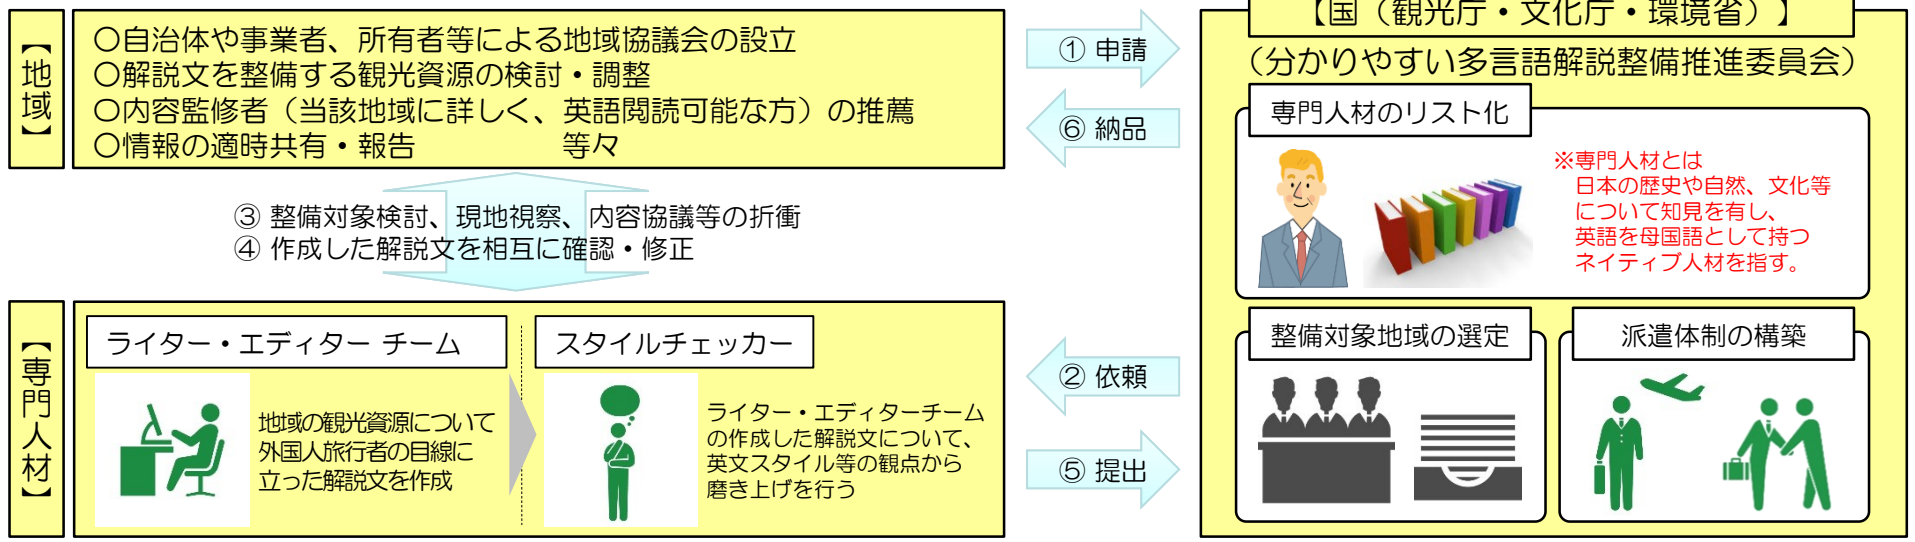 【地域】
〇自治体や事業者、所有者等による地域協議会の設立
〇解説文を整備する観光資源の検討・調整
〇内容監修者（当該地域に詳しく、英語閲読可能な方）の推薦
〇情報の適時共有・報告　　　　　等々
① 申請
⑥ 納品
③ 整備対象検討、現地視察、内容協議等の折衝
④ 作成した解説文を相互に確認・修正
【専門人材】
ライター・エディター チーム
地域の観光資源について
外国人旅行者の目線に
立った解説文を作成
スタイルチェッカー
ライター・エディターチーム
の作成した解説文について、
英文スタイル等の観点から
磨き上げを行う
② 依頼
⑤ 提出
【国（観光庁・文化庁・環境省）】
（分かりやすい多言語解説整備推進委員会）
専門人材のリスト化
※専門人材とは
日本の歴史や自然、文化等
について知見を有し、
英語を母国語として持つ
ネイティブ人材を指す。
整備対象地域の選定
派遣体制の構築